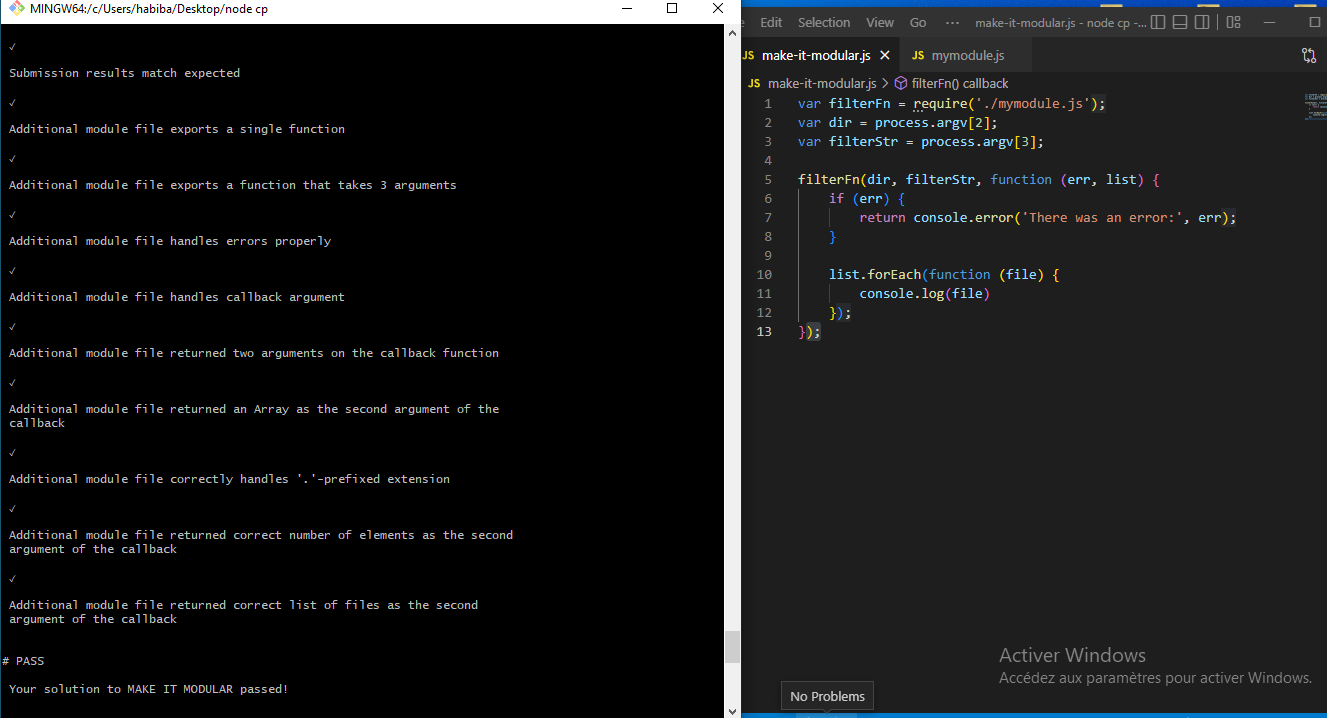 MINGW64:/c/Users/habiba/Desktop/node cp
✓
Submission results match expected
✓
Additional module file exports a single function
✓
Additional module file exports a function that takes 3 arguments
✓
Additional module file handles errors properly
✓
Additional module file handles callback argument
✓
Additional module file returned two arguments on the callback function
✓
Additional module file returned an Array as the second argument of the
callback
✓
Additional module file correctly handles '.'-prefixed extension
✓
Additional module file returned correct number of elements as the second
argument of the callback
✓
Additional module file returned correct list of files as the second
argument of the callback
# PASS
Your solution to MAKE IT MODULAR passed!
Edit Selection View Go ··· make-it-modular.js - node cp -...
JS make-it-modular.js JS mymodule.js
JS make-it-modular.js > filterFn() callback
1 var filterFn = require('./mymodule.js');
2 var dir = process.argv[2];
3 var filterStr = process.argv[3];
4
5 filterFn(dir, filterStr, function (err, list) {
6 if (err) {
7 return console.error('There was an error:', err);
8 }
9
10 list.forEach(function (file) {
11 console.log(file)
12 });
13 });
Activer Windows
Accédez aux paramètres pour activer Windows.
No Problems